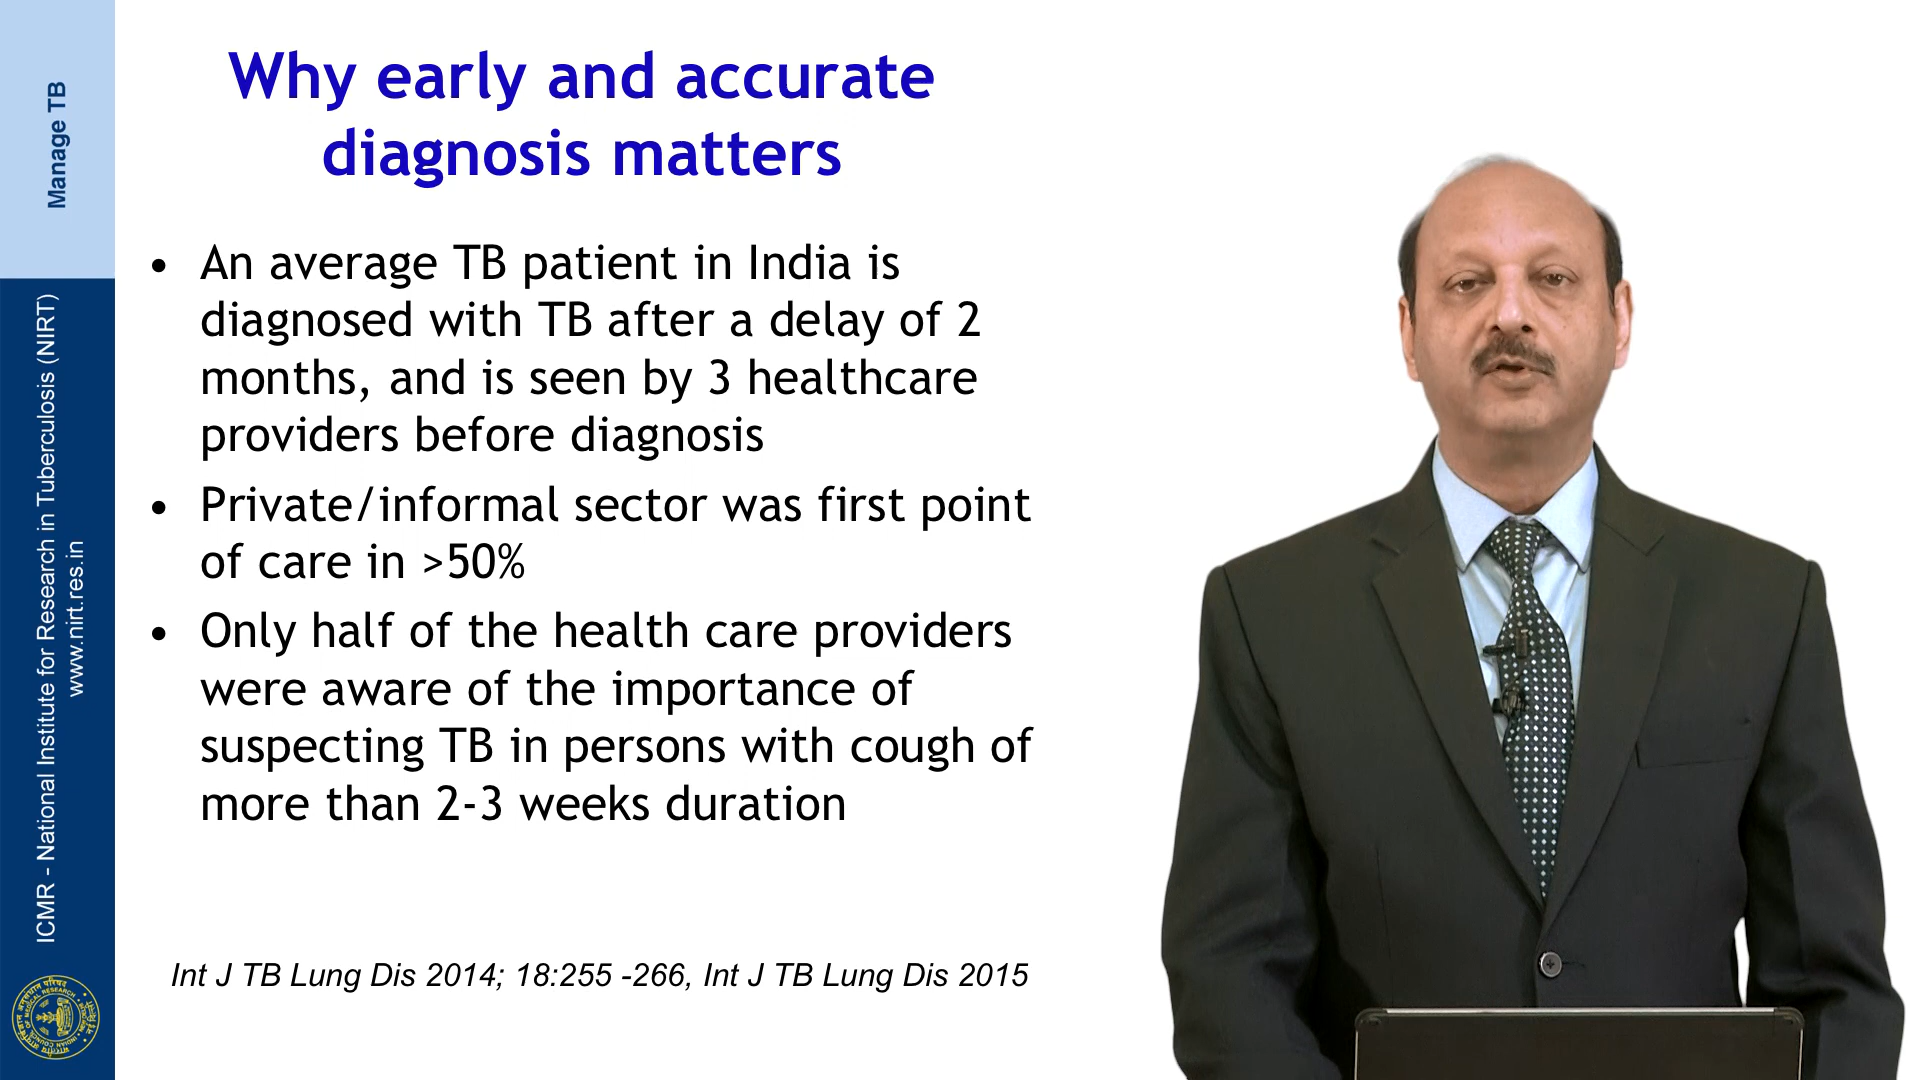 Manage TB
ICMR - National Institute for Research in Tuberculosis (NIRT)
www.nirt.res.in
Why early and accurate
diagnosis matters
• An average TB patient in India is
diagnosed with TB after a delay of 2
months, and is seen by 3 healthcare
providers before diagnosis
• Private/informal sector was first point
of care in >50%
• Only half of the health care providers
were aware of the importance of
suspecting TB in persons with cough of
more than 2-3 weeks duration
Int J TB Lung Dis 2014; 18:255 -266, Int J TB Lung Dis 2015